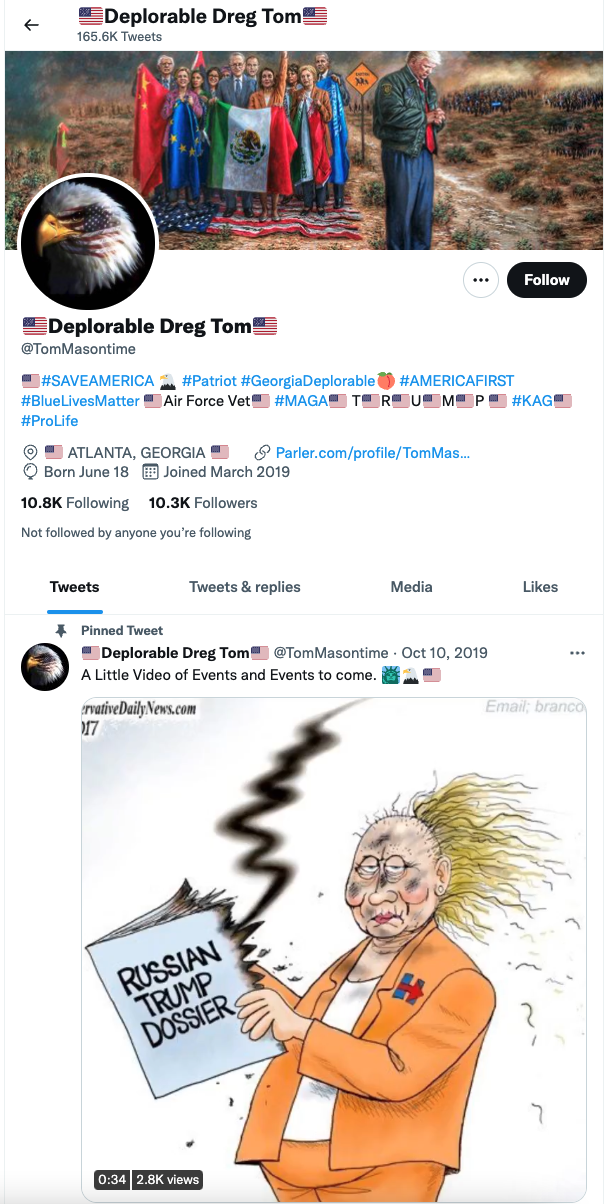 🇺🇸Deplorable Dreg Tom🇺🇸
165.6K Tweets
Follow
🇺🇸Deplorable Dreg Tom🇺🇸
@TomMasontime
🇺🇸#SAVEAMERICA 🦅 #Patriot #GeorgiaDeplorable🍑 #AMERICAFIRST
#BlueLivesMatter 🇺🇸Air Force Vet🇺🇸 #MAGA🇺🇸 T🇺🇸R🇺🇸U🇺🇸M🇺🇸P 🇺🇸 #KAG🇺🇸
#ProLife
🇺🇸 ATLANTA, GEORGIA 🇺🇸 Parler.com/profile/TomMas...
Born June 18 Joined March 2019
10.8K Following 10.3K Followers
Not followed by anyone you're following
Tweets Tweets & replies Media Likes
Pinned Tweet
🇺🇸Deplorable Dreg Tom🇺🇸 @TomMasontime · Oct 10, 2019
A Little Video of Events and Events to come. 🗽🦅 🇺🇸
rvativeDailyNews.com Email; branco
017
RUSSIAN
TRUMP
DOSSIER
H
0:34 2.8K views